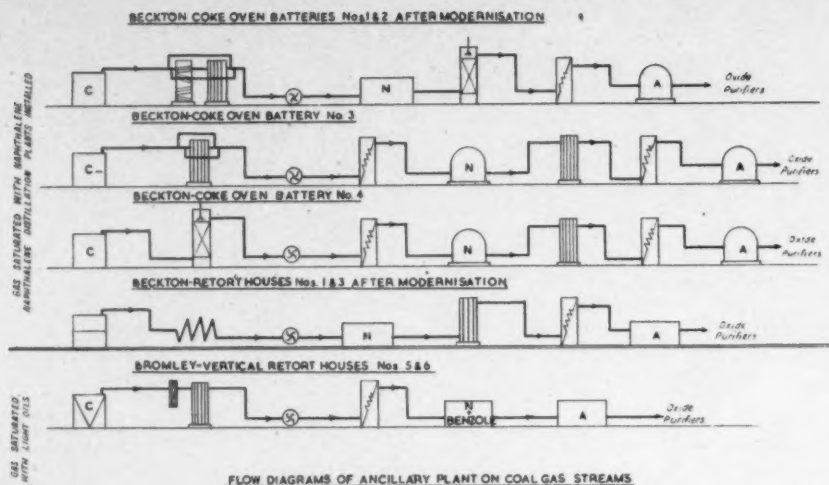 BECKTON COKE OVEN BATTERIES Nos.1&2 AFTER MODERNISATION
C
N
A
Oxide
Purifiers
BECKTON-COKE OVEN BATTERY No.3
C
N
A
Oxide
Purifiers
BECKTON-COKE OVEN BATTERY No.4
C
N
A
Oxide
Purifiers
BECKTON-RETORT HOUSES Nos.1&3 AFTER MODERNISATION
N
A
Oxide
Purifiers
BROMLEY-VERTICAL RETORT HOUSES Nos 5&6
C
N
BENZOLE
A
Oxide
Purifiers
GAS SATURATED WITH NAPHTHALENE
NAPHTHALENE DISTILLATION PLANTS INSTALLED
GAS SATURATED,
WITH LIGHT OILS
FLOW DIAGRAMS OF ANCILLARY PLANT ON COAL GAS STREAMS